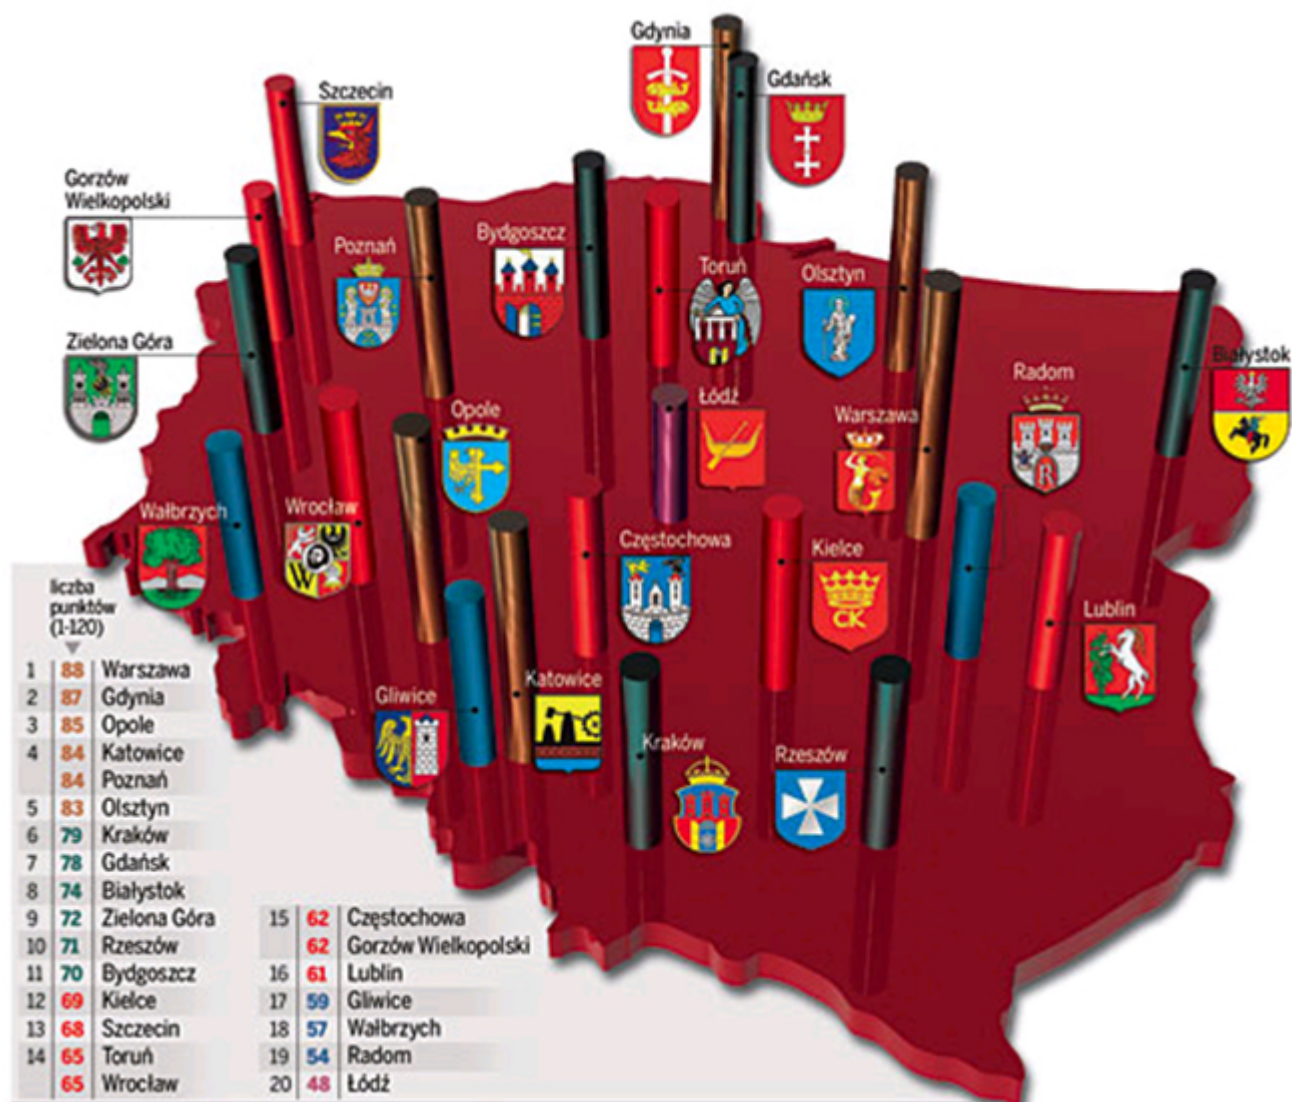 Gdynia
Gdańsk
Szczecin
Gorzów
Wielkopolski
Poznań
Bydgoszcz
Toruń
Olsztyn
Zielona Góra
Białystok
Radom
Łódź
Opole
Warszawa
Wałbrzych
Wrocław
Częstochowa
Kielce
CK
R
W
Lublin
Gliwice
Katowice
Kraków
Rzeszów
liczba
punktów
(1-120)
1 88 Warszawa
2 87 Gdynia
3 85 Opole
4 84 Katowice
84 Poznań
5 83 Olsztyn
6 79 Kraków
7 78 Gdańsk
8 74 Białystok
9 72 Zielona Góra
10 71 Rzeszów
11 70 Bydgoszcz
12 69 Kielce
13 68 Szczecin
14 65 Toruń
65 Wrocław
15 62 Częstochowa
62 Gorzów Wielkopolski
16 61 Lublin
17 59 Gliwice
18 57 Wałbrzych
19 54 Radom
20 48 Łódź